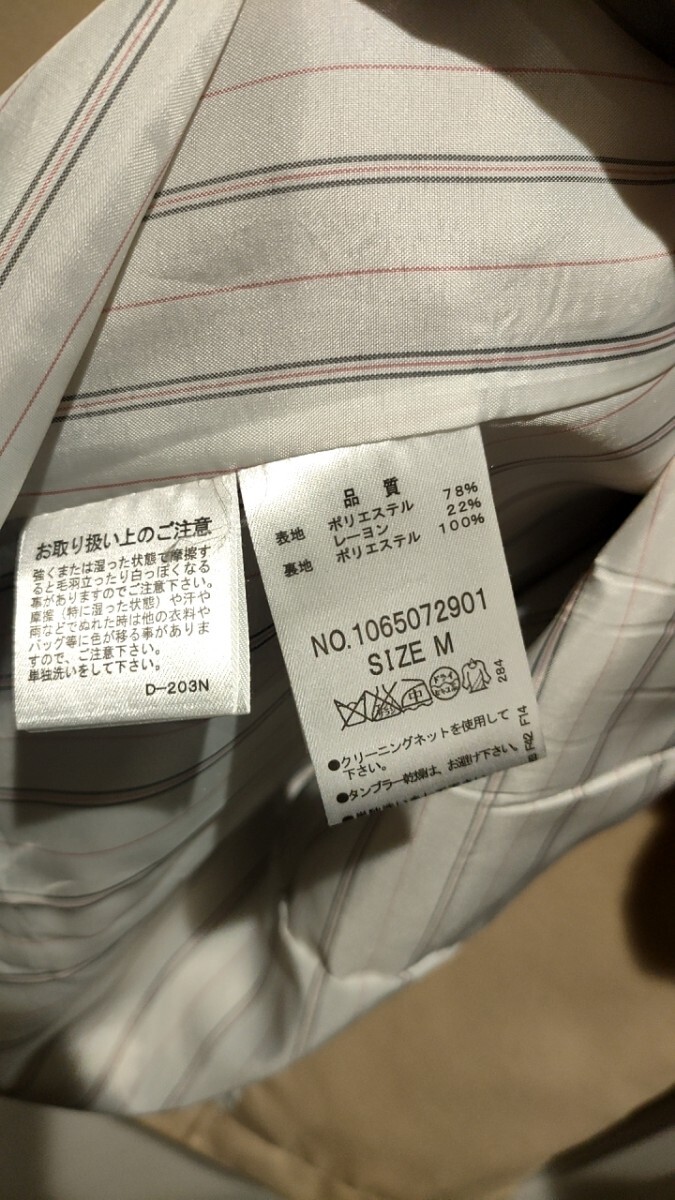 お取り扱い上のご注意
強くまたは湿った状態で摩擦す
ると毛羽立ったり白っぽくなる
事がありますのでご注意下さい。
摩擦(特に湿った状態)や汗や
雨などでぬれた時は他の衣料や
バッグ等に色が移る事がありま
すので、ご注意下さい。
単独洗いをして下さい。
D-203N
品質
表地 ポリエステル 78%
レーヨン 22%
裏地 ポリエステル 100%
NO.1065072901
SIZE M
中 ドライ
284
●クリーニングネットを使用して
下さい。
●タンブラー乾燥は、お避け下さい。
F42 F14